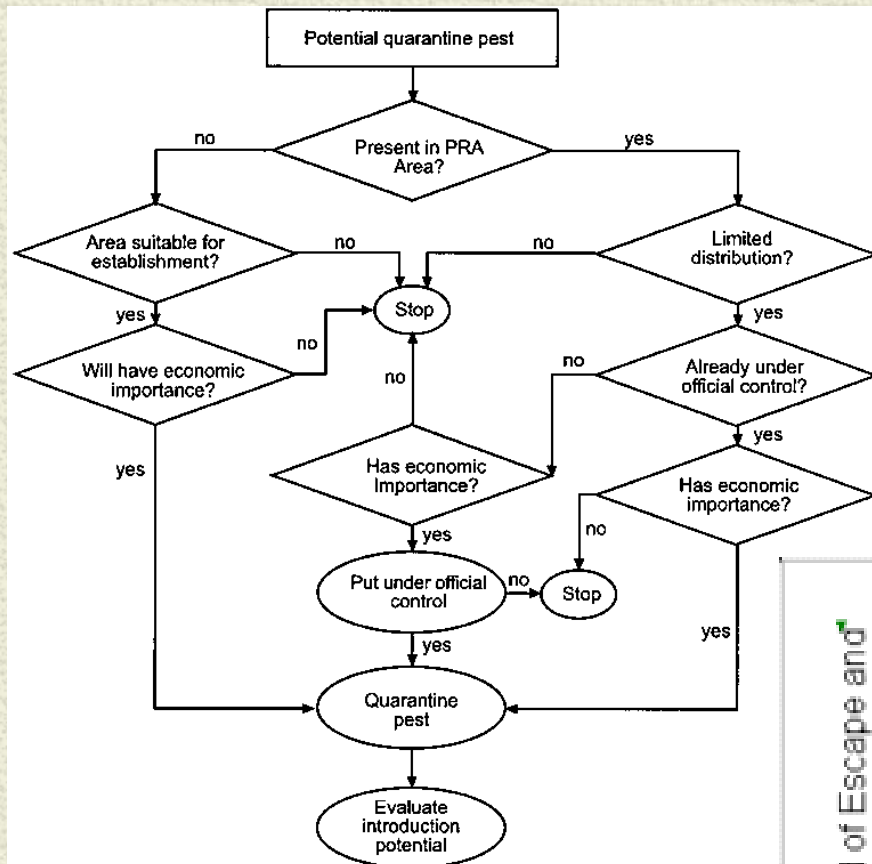 Potential quarantine pest
Present in PRA
Area?
no
yes
Area suitable for
establishment?
no
no
Limited
distribution?
yes
Stop
yes
Will have economic
importance?
no
no
no
Already under
official control?
yes
yes
Has economic
Importance?
Has economic
importance?
yes
no
Put under official
control
no
Stop
yes
yes
Quarantine
pest
Evaluate
introduction
potential
of Escape and